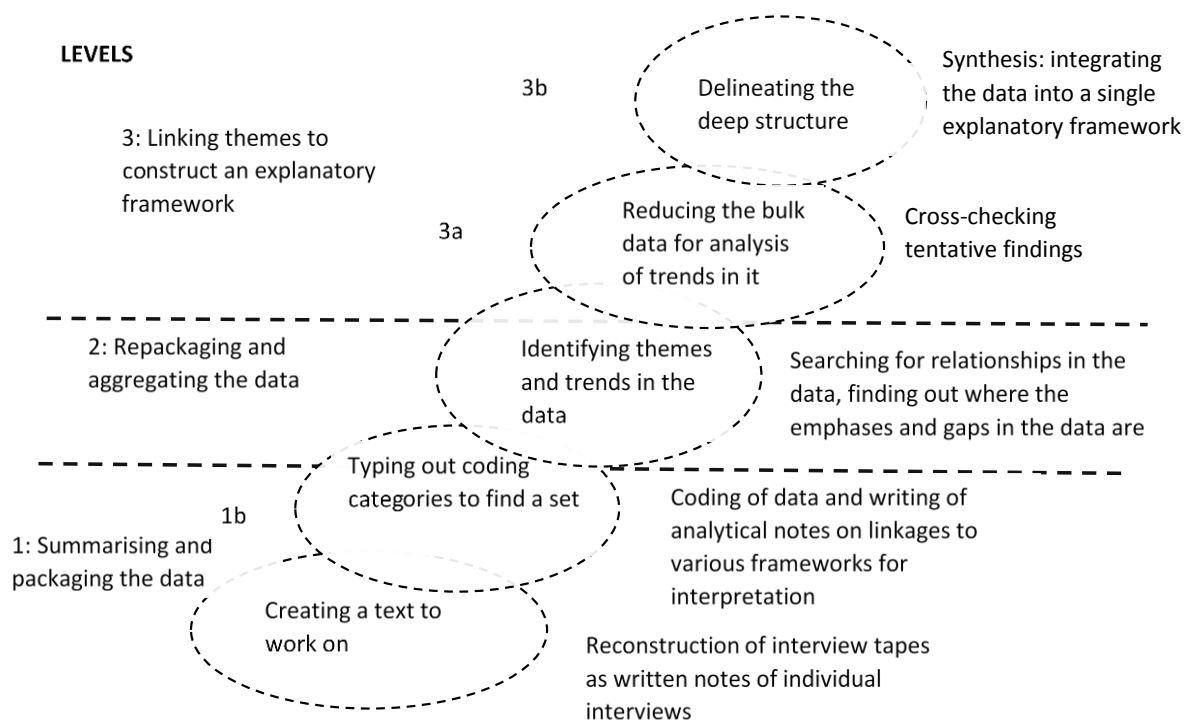 LEVELS
3b
Delineating the
deep structure
Synthesis: integrating
the data into a single
explanatory framework
3: Linking themes to
construct an explanatory
framework
3a
Reducing the bulk
data for analysis
of trends in it
Cross-checking
tentative findings
2: Repackaging and
aggregating the data
Identifying themes
and trends in the
data
Searching for relationships in the
data, finding out where the
emphases and gaps in the data are
Typing out coding
categories to find a set
1b
Coding of data and writing of
analytical notes on linkages to
various frameworks for
interpretation
1: Summarising and
packaging the data
Creating a text to
work on
Reconstruction of interview tapes
as written notes of individual
interviews